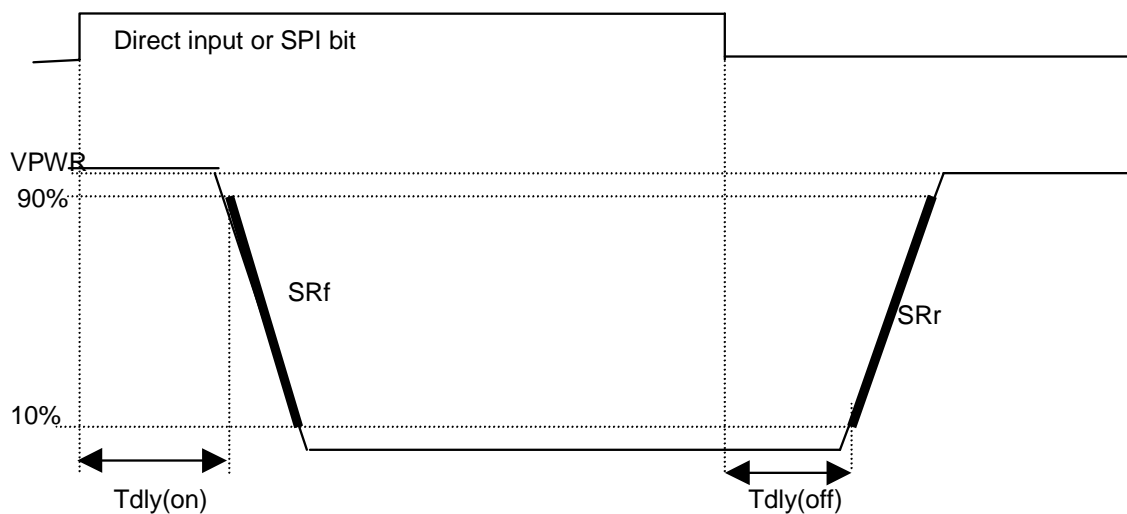 Direct input or SPI bit
VPWR
90%
SRf
SRr
10%
Tdly(on)
Tdly(off)